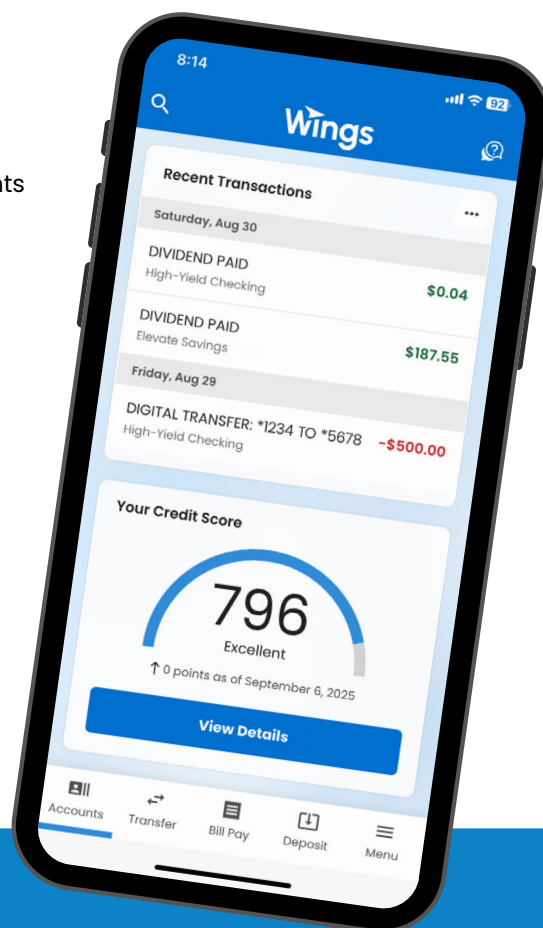 nts
8:14
92
Wings
Recent Transactions
Saturday, Aug 30
DIVIDEND PAID
$0.04
High-Yield Checking
DIVIDEND PAID
$187.55
Elevate Savings
Friday, Aug 29
DIGITAL TRANSFER: *1234 TO *5678 -$500.00
High-Yield Checking
Your Credit Score
796
Excellent
↑ 0 points as of September 6, 2025
View Details
Accounts Transfer Bill Pay Deposit Menu